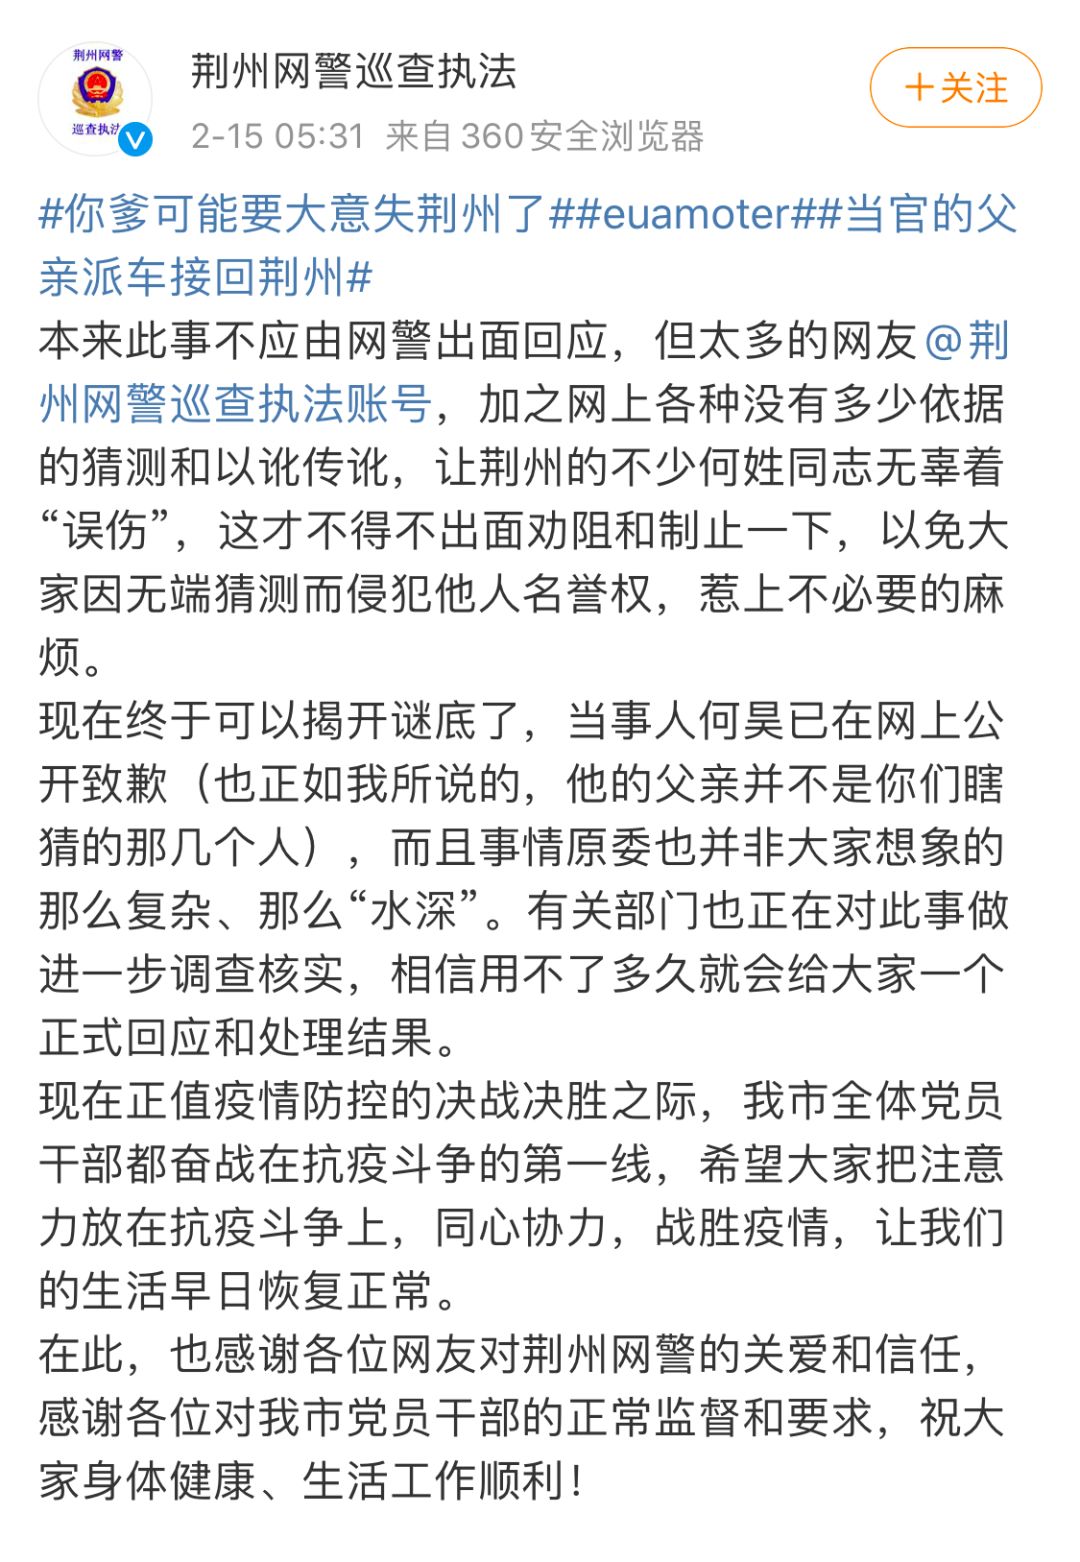 荆州网警
巡查执法
荆州网警巡查执法
2-15 05:31 来自 360安全浏览器
+关注
#你爹可能要大意失荆州了##euamoter##当官的父
亲派车接回荆州#
本来此事不应由网警出面回应，但太多的网友@荆
州网警巡查执法账号，加之网上各种没有多少依据
的猜测和以讹传讹，让荆州的不少何姓同志无辜着
“误伤”，这才不得不出面劝阻和制止一下，以免大
家因无端猜测而侵犯他人名誉权，惹上不必要的麻
烦。
现在终于可以揭开谜底了，当事人何昊已在网上公
开致歉（也正如我所说的，他的父亲并不是你们瞎
猜的那几个人），而且事情原委也并非大家想象的
那么复杂、那么“水深”。有关部门也正在对此事做
进一步调查核实，相信用不了多久就会给大家一个
正式回应和处理结果。
现在正值疫情防控的决战决胜之际，我市全体党员
干部都奋战在抗疫斗争的第一线，希望大家把注意
力放在抗疫斗争上，同心协力，战胜疫情，让我们
的生活早日恢复正常。
在此，也感谢各位网友对荆州网警的关爱和信任，
感谢各位对我市党员干部的正常监督和要求，祝大
家身体健康、生活工作顺利！